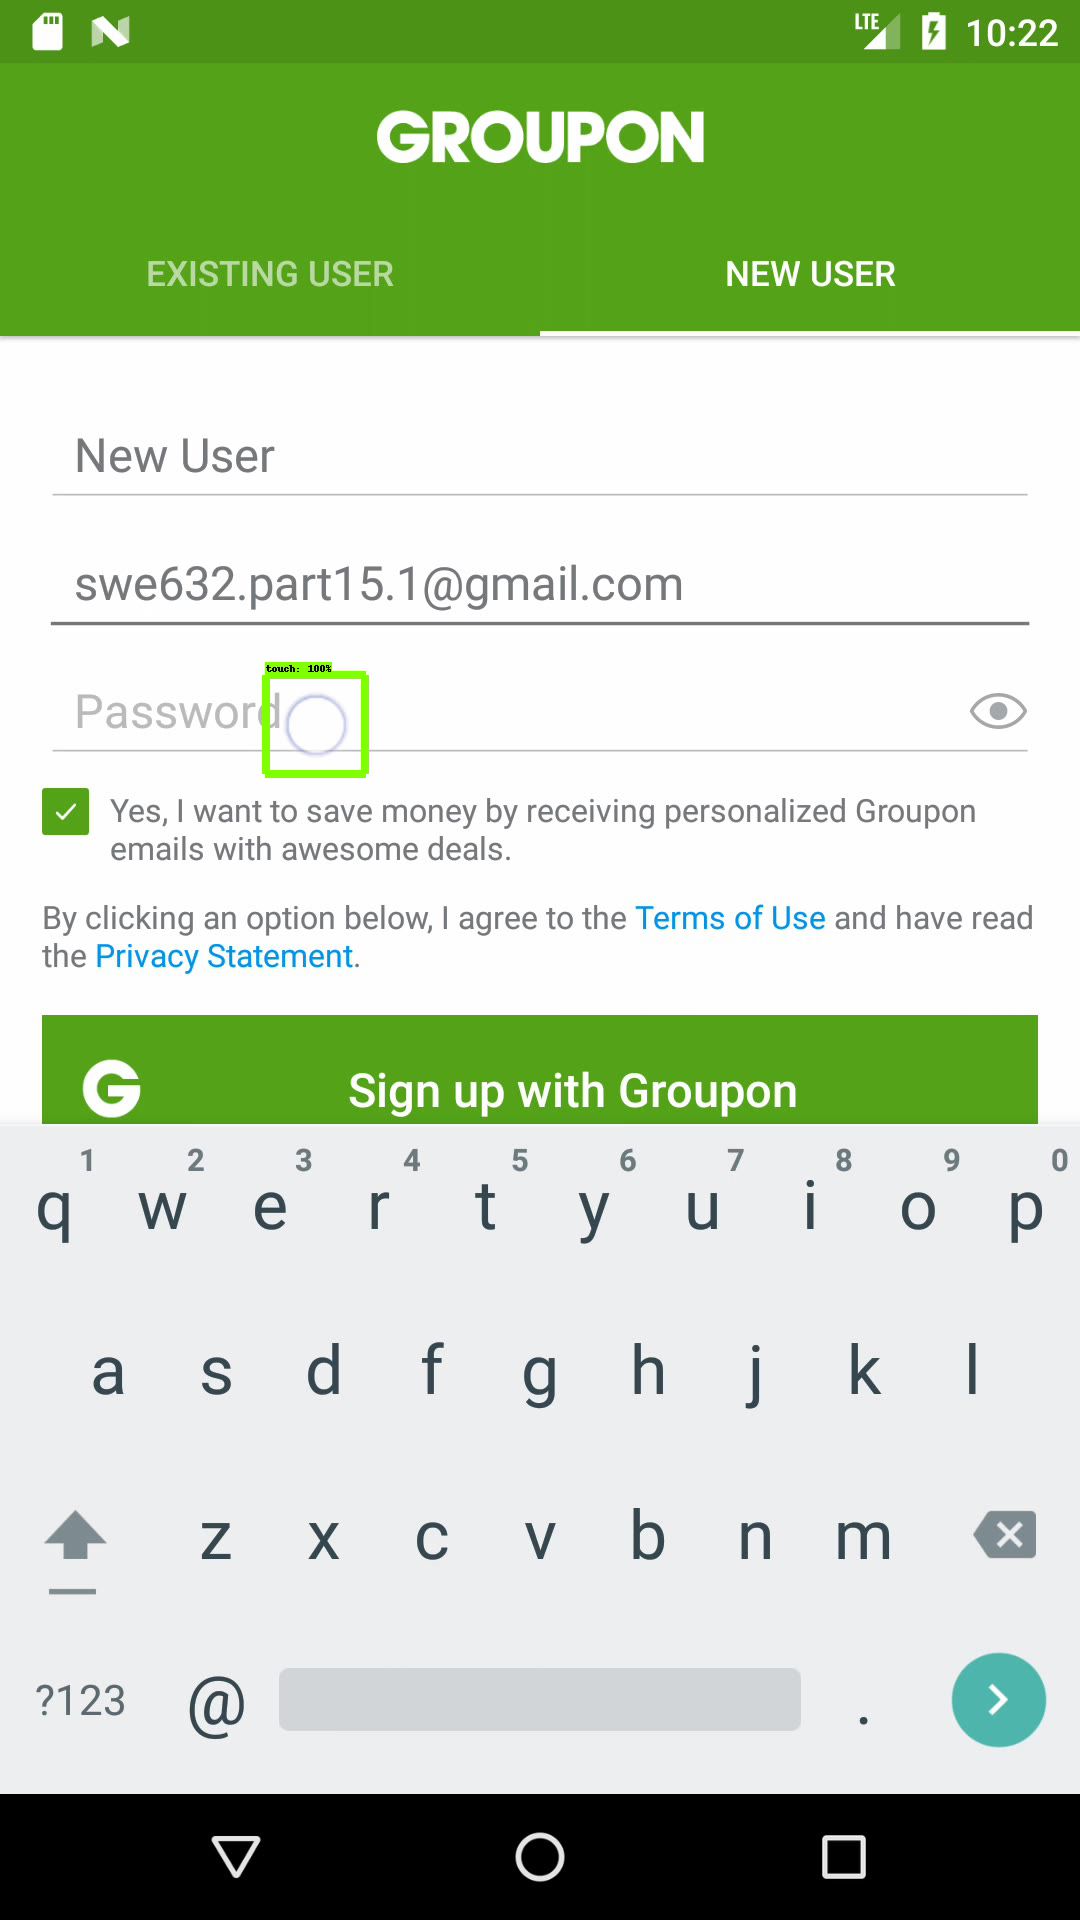 LTE 10:22
GROUPON
EXISTING USER NEW USER
New User
swe632.part15.1@gmail.com
touch: 100%
Password
Yes, I want to save money by receiving personalized Groupon
emails with awesome deals.
By clicking an option below, I agree to the Terms of Use and have read
the Privacy Statement.
G Sign up with Groupon
1 2 3 4 5 6 7 8 9 0
q w e r t y u i o p
a s d f g h j k l
z x c v b n m
?123 @ .